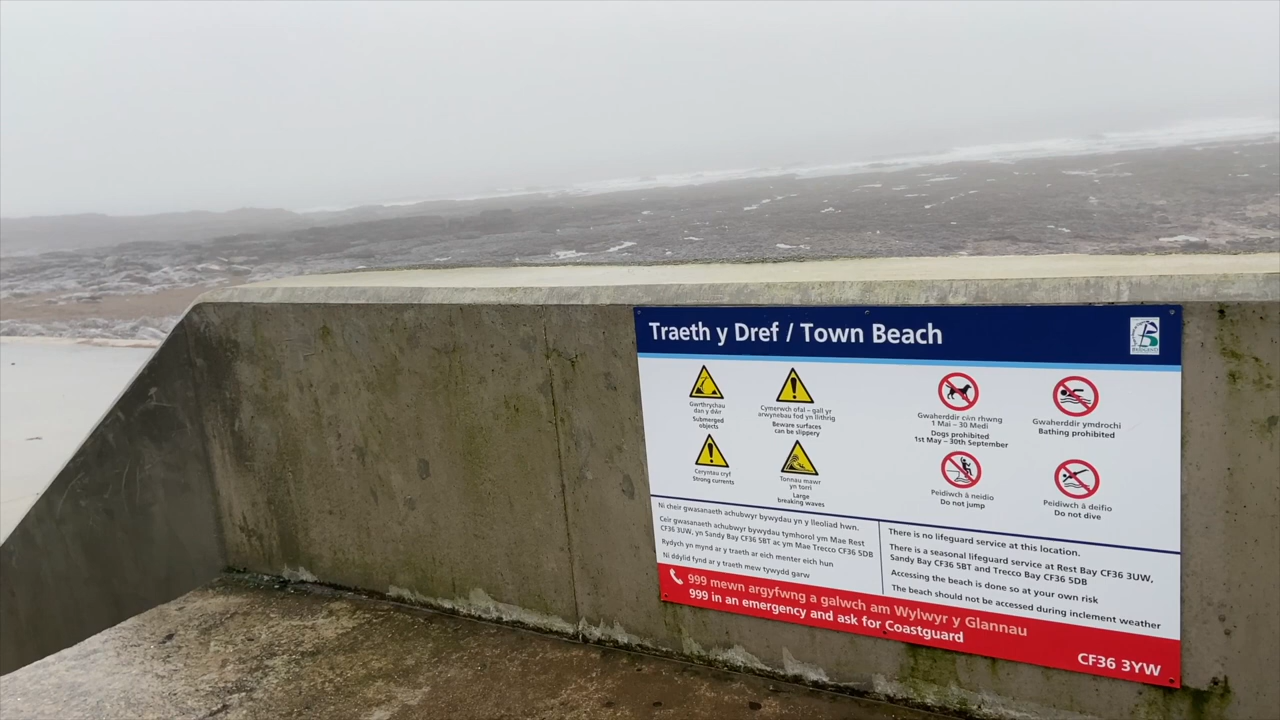 Traeth y Dref / Town Beach
Gwrthrychau
dan y dŵr
Submerged
objects
Cymerwch ofal – gall yr
arwynebau fod yn llithrig
Beware surfaces
can be slippery
Gwaherddir cŵn rhwng
1 Mai – 30 Medi
Dogs prohibited
1st May – 30th September
Gwaherddir ymdrochi
Bathing prohibited
Ceryntau cryf
Strong currents
Tonnau mawr
yn torri
Large
breaking waves
Peidiwch â neidio
Do not jump
Peidiwch â deifio
Do not dive
Ni cheir gwasanaeth achubwyr bywydau yn y lleoliad hwn.
Ceir gwasanaeth achubwyr bywydau tymhorol ym Mae Rest
CF36 3UW, yn Sandy Bay CF36 5BT ac ym Mae Trecco CF36 5DB
Rydych yn mynd ar y traeth ar eich menter eich hun
Ni ddylid fynd ar y traeth mew tywydd garw
There is no lifeguard service at this location.
There is a seasonal lifeguard service at Rest Bay CF36 3UW,
Sandy Bay CF36 5BT and Trecco Bay CF36 5DB
Accessing the beach is done so at your own risk
The beach should not be accessed during inclement weather
999 mewn argyfwng a galwch am Wylwyr y Glannau
999 in an emergency and ask for Coastguard
CF36 3YW